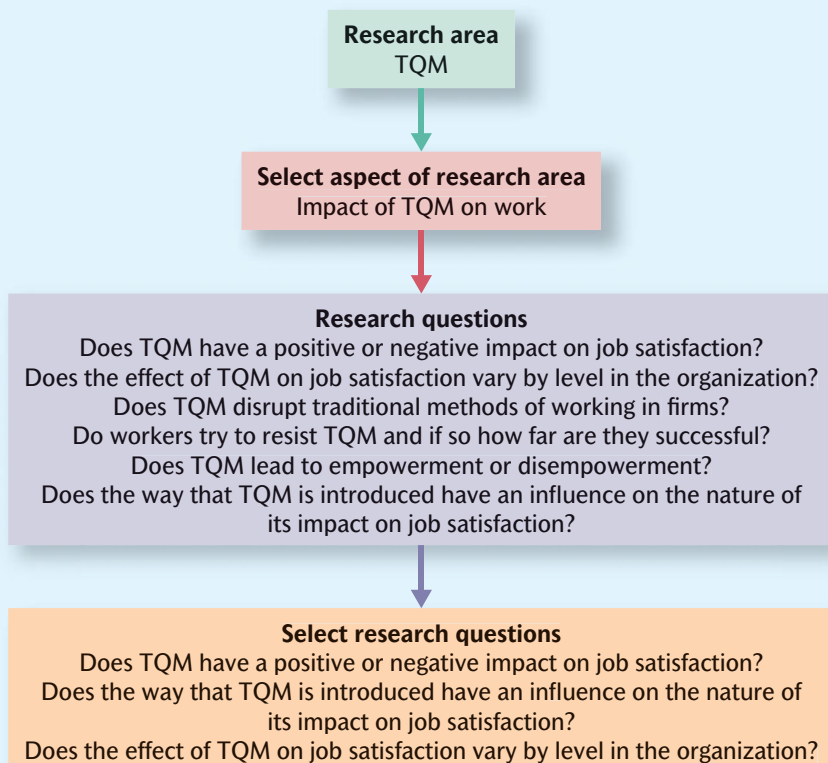 Research area
TQM
Select aspect of research area
Impact of TQM on work
Research questions
Does TQM have a positive or negative impact on job satisfaction?
Does the effect of TQM on job satisfaction vary by level in the organization?
Does TQM disrupt traditional methods of working in firms?
Do workers try to resist TQM and if so how far are they successful?
Does TQM lead to empowerment or disempowerment?
Does the way that TQM is introduced have an influence on the nature of
its impact on job satisfaction?
Select research questions
Does TQM have a positive or negative impact on job satisfaction?
Does the way that TQM is introduced have an influence on the nature of
its impact on job satisfaction?
Does the effect of TQM on job satisfaction vary by level in the organization?